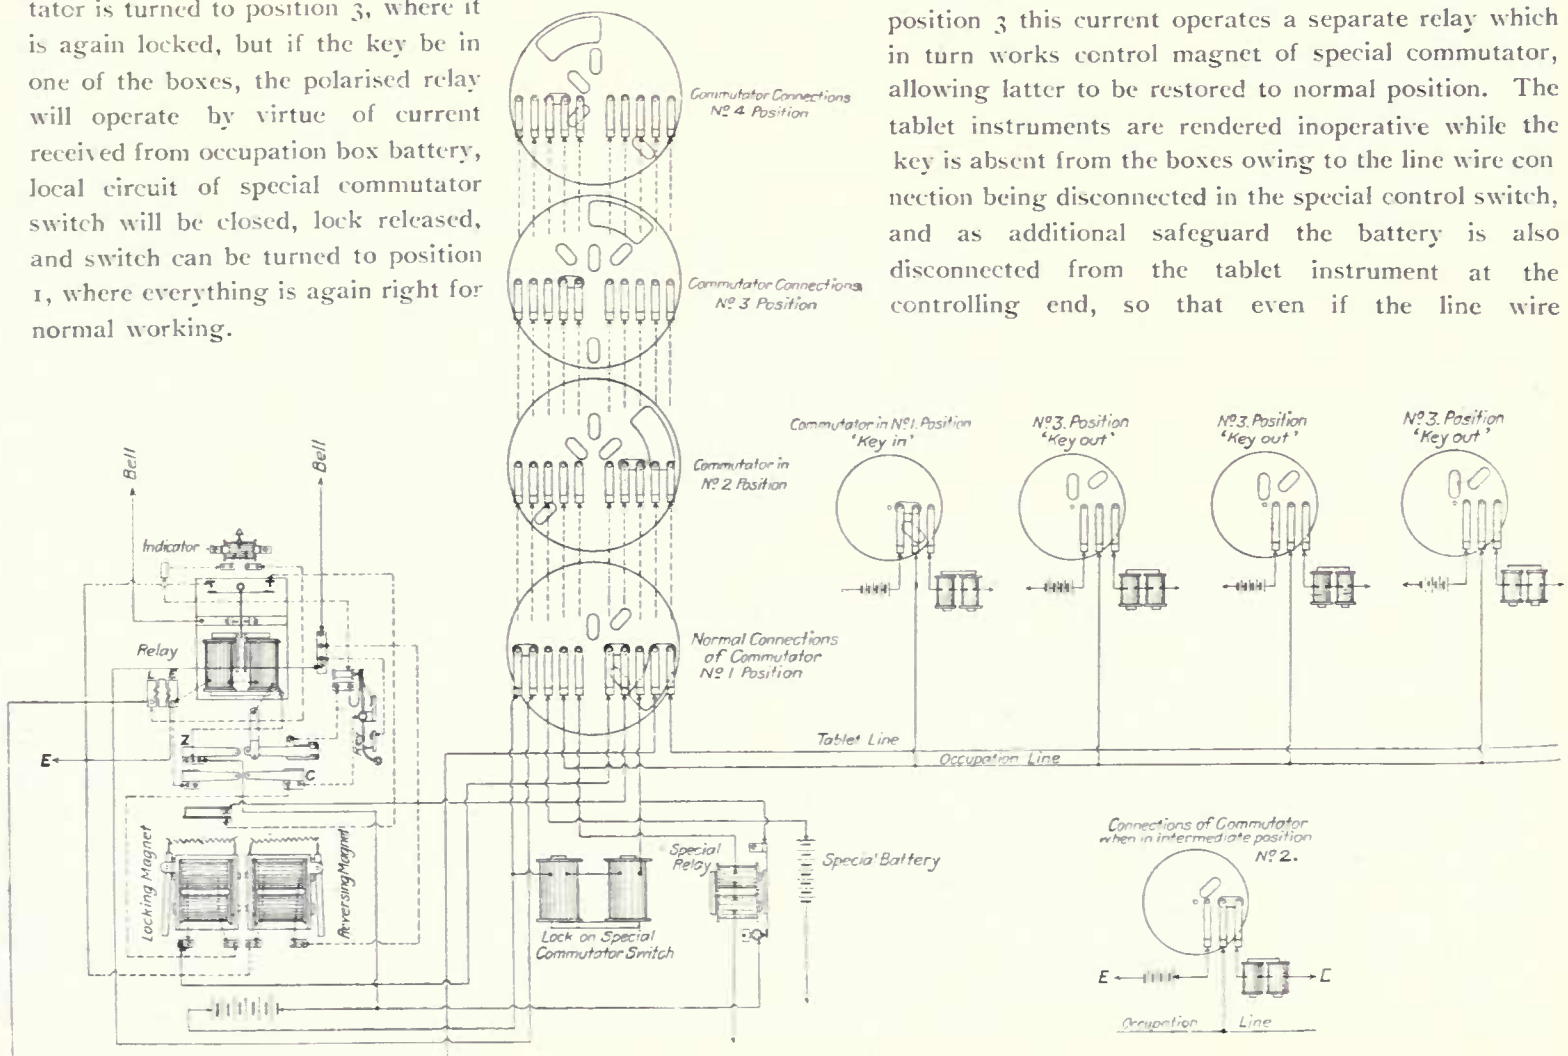 tator is turned to position 3, where it
is again locked, but if the key be in
one of the boxes, the polarised relay
will operate by virtue of current
received from occupation box battery,
local circuit of special commutator
switch will be closed, lock released,
and switch can be turned to position
1, where everything is again right for
normal working.
position 3 this current operates a separate relay which
in turn works control magnet of special commutator,
allowing latter to be restored to normal position. The
tablet instruments are rendered inoperative while the
key is absent from the boxes owing to the line wire con
nection being disconnected in the special control switch,
and as additional safeguard the battery is also
disconnected from the tablet instrument at the
controlling end, so that even if the line wire
Commutator Connections
Nº 4 Position
Commutator Connections
Nº 3 Position
Commutator in
Nº 2 Position
Normal Connections
of Commutator
Nº 1 Position
Commutator in Nº1. Position
'Key in'
Nº3. Position
'Key out'
Nº3. Position
'Key out'
Nº3. Position
'Key out'
Bell
Bell
Indicator
Relay
L E
Z
E
C
C
Key
Tablet Line
Occupation Line
Locking Magnet
Reversing Magnet
Special
Relay
Special Battery
Lock on Special
Commutator Switch
Connections of Commutator
when in intermediate position
Nº 2.
E
E
Occupation Line